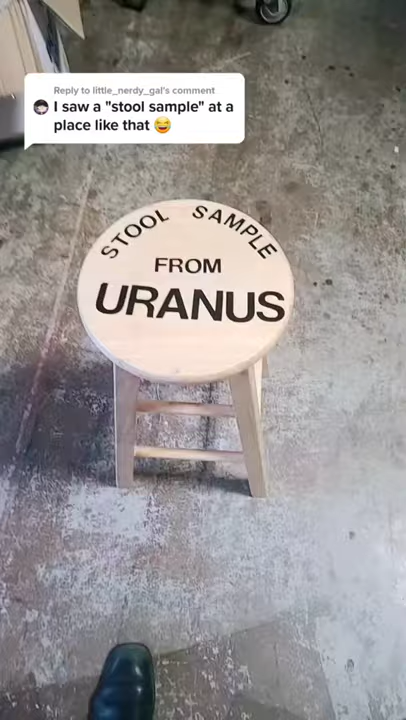 Reply to little_nerdy_gal's comment
I saw a "stool sample" at a
place like that 😂
STOOL SAMPLE
FROM
URANUS